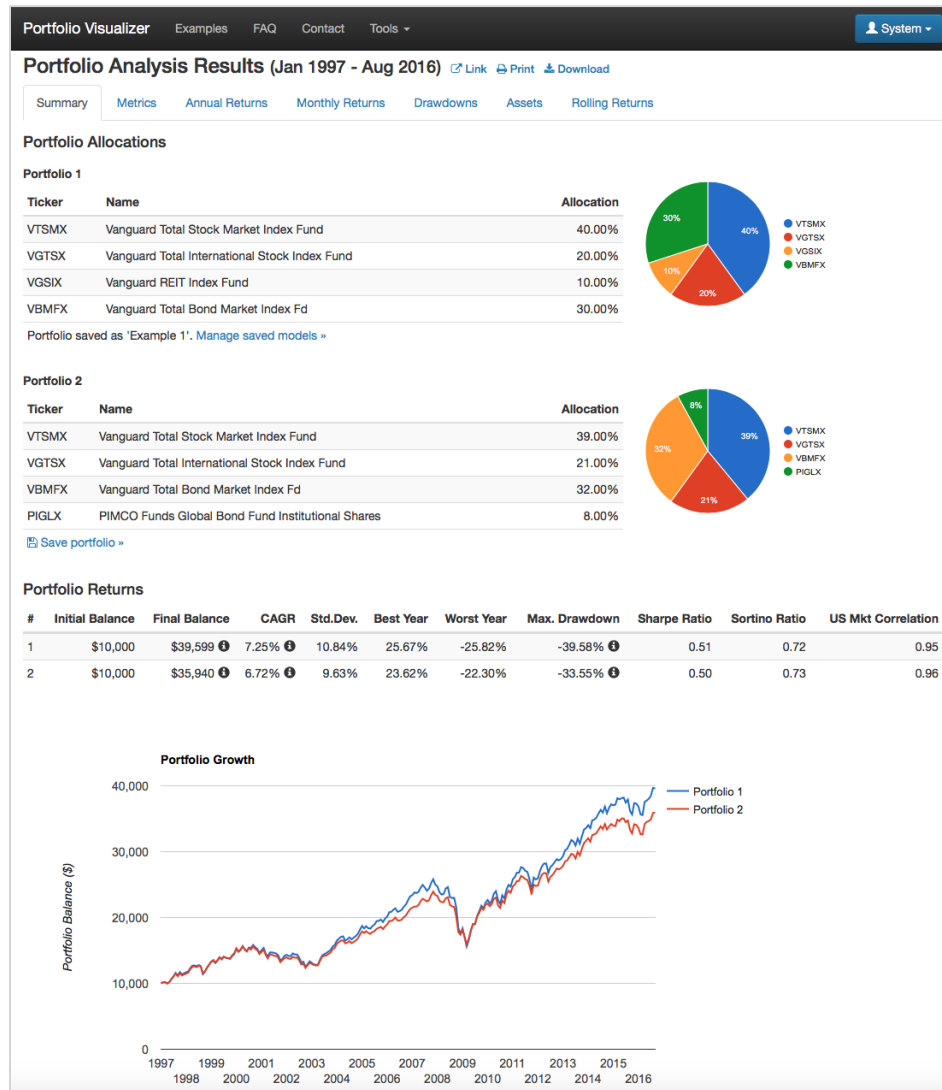 Portfolio Visualizer Examples FAQ Contact Tools System
Portfolio Analysis Results (Jan 1997 - Aug 2016) Link Print Download
Summary Metrics Annual Returns Monthly Returns Drawdowns Assets Rolling Returns
Portfolio Allocations
Portfolio 1
Ticker Name Allocation
VTSMX Vanguard Total Stock Market Index Fund 40.00%
VGTSX Vanguard Total International Stock Index Fund 20.00%
VGSIX Vanguard REIT Index Fund 10.00%
VBMFX Vanguard Total Bond Market Index Fd 30.00%
Portfolio saved as 'Example 1'. Manage saved models »
30% 40%
10%
20%
VTSMX
VGTSX
VGSIX
VBMFX
Portfolio 2
Ticker Name Allocation
VTSMX Vanguard Total Stock Market Index Fund 39.00%
VGTSX Vanguard Total International Stock Index Fund 21.00%
VBMFX Vanguard Total Bond Market Index Fd 32.00%
PIGLX PIMCO Funds Global Bond Fund Institutional Shares 8.00%
Save portfolio »
8%
39%
32%
21%
VTSMX
VGTSX
VBMFX
PIGLX
Portfolio Returns
# Initial Balance Final Balance CAGR Std.Dev. Best Year Worst Year Max. Drawdown Sharpe Ratio Sortino Ratio US Mkt Correlation
1 $10,000 $39,599 7.25% 10.84% 25.67% -25.82% -39.58% 0.51 0.72 0.95
2 $10,000 $35,940 6.72% 9.63% 23.62% -22.30% -33.55% 0.50 0.73 0.96
Portfolio Growth
40,000
30,000
20,000
10,000
0
Portfolio Balance ($)
Portfolio 1
Portfolio 2
1997 1999 2001 2003 2005 2007 2009 2011 2013 2015
1998 2000 2002 2004 2006 2008 2010 2012 2014 2016